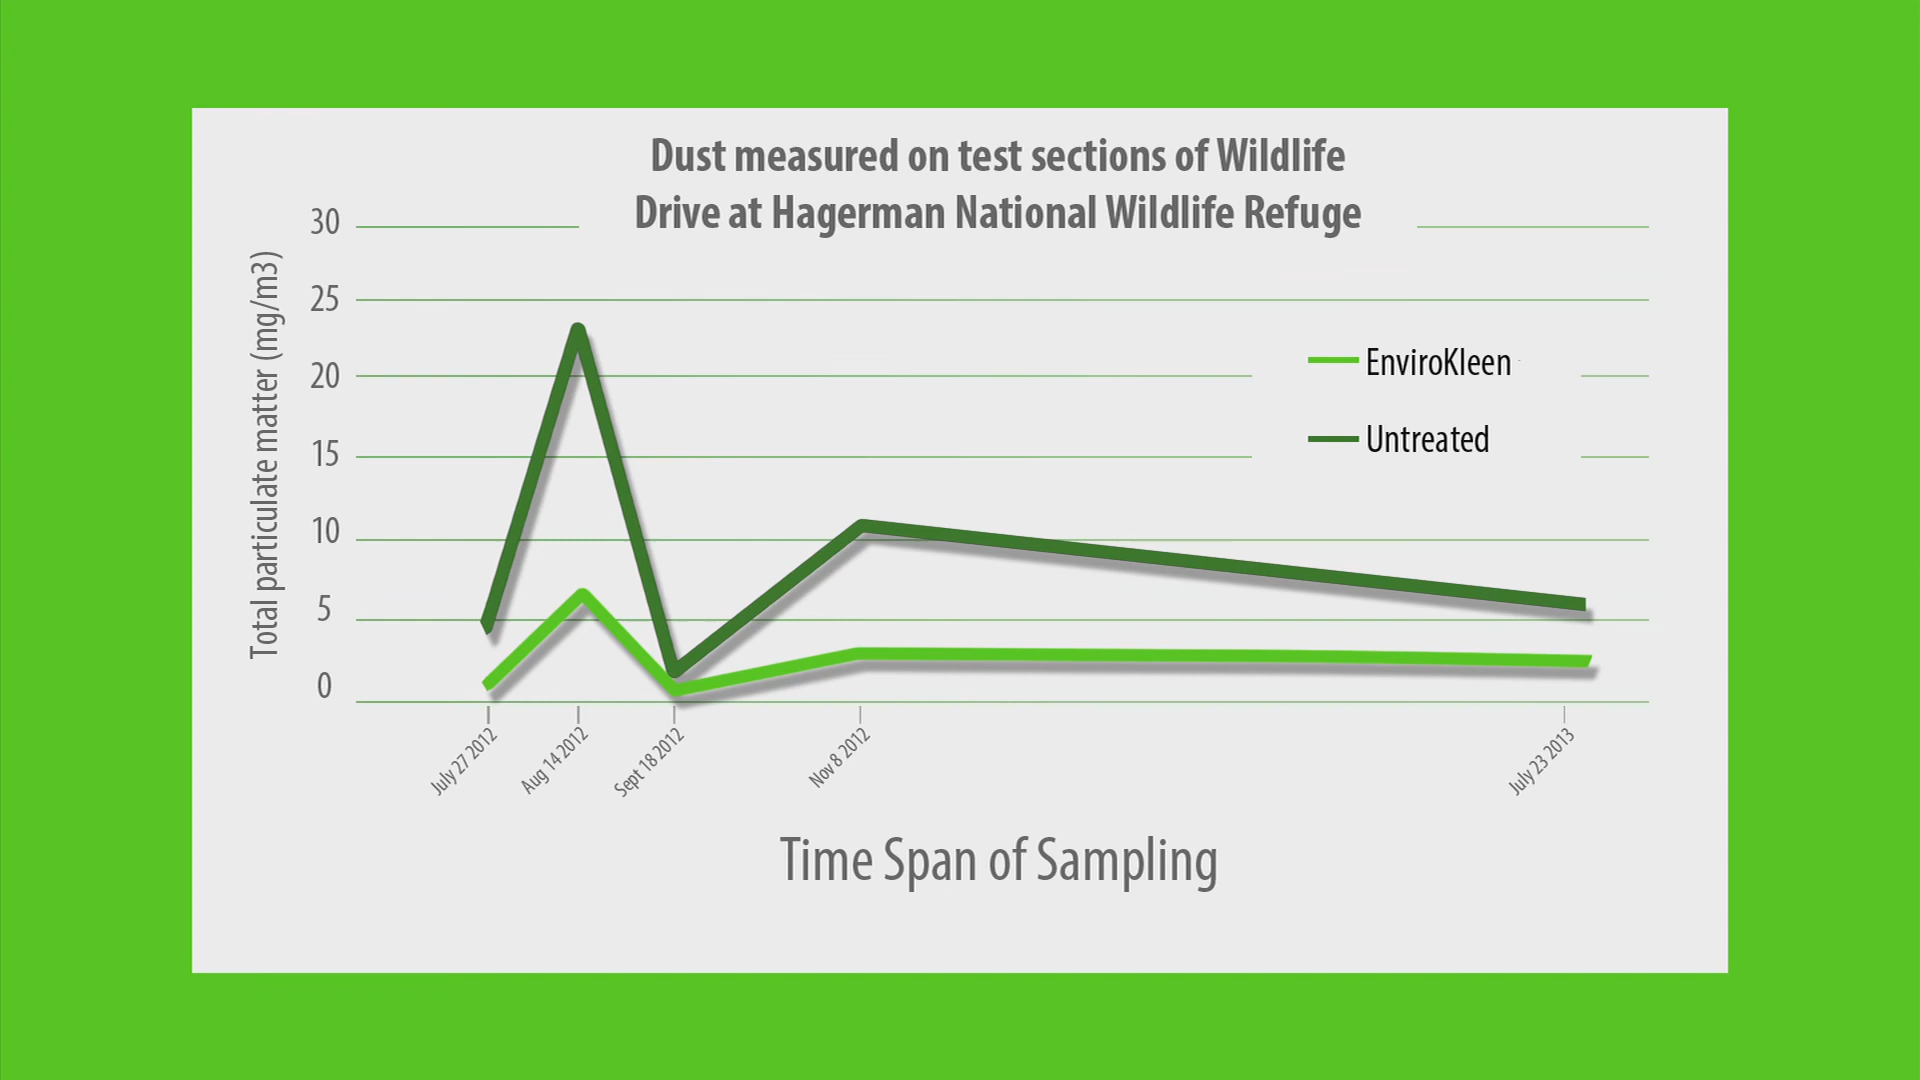 Dust measured on test sections of Wildlife
Drive at Hagerman National Wildlife Refuge
Total particulate matter (mg/m3)
30
25
20
15
10
5
0
EnviroKleen
Untreated
July 27 2012
Aug 14 2012
Sept 18 2012
Nov 8 2012
July 23 2013
Time Span of Sampling